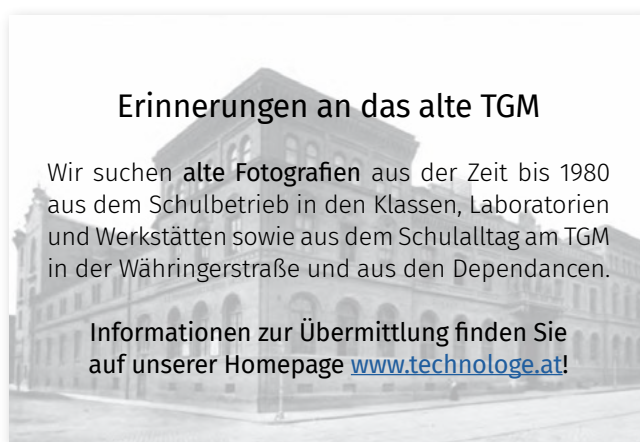 Erinnerungen an das alte TGM
Wir suchen alte Fotografien aus der Zeit bis 1980
aus dem Schulbetrieb in den Klassen, Laboratorien
und Werkstätten sowie aus dem Schulalltag am TGM
in der Währingerstraße und aus den Dependancen.
Informationen zur Übermittlung finden Sie
auf unserer Homepage www.technologe.at!